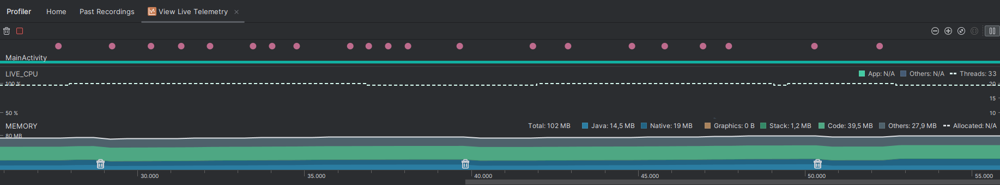 Profiler Home Past Recordings View Live Telemetry ×
MainActivity
LIVE_CPU App: N/A Others: N/A Threads: 33
100 % 20
15
50 % 10
MEMORY Total: 102 MB Java: 14,5 MB Native: 19 MB Graphics: 0 B Stack: 1,2 MB Code: 39,5 MB Others: 27,9 MB Allocated: N/A
80 MB
30.000 35.000 40.000 45.000 50.000 55.000